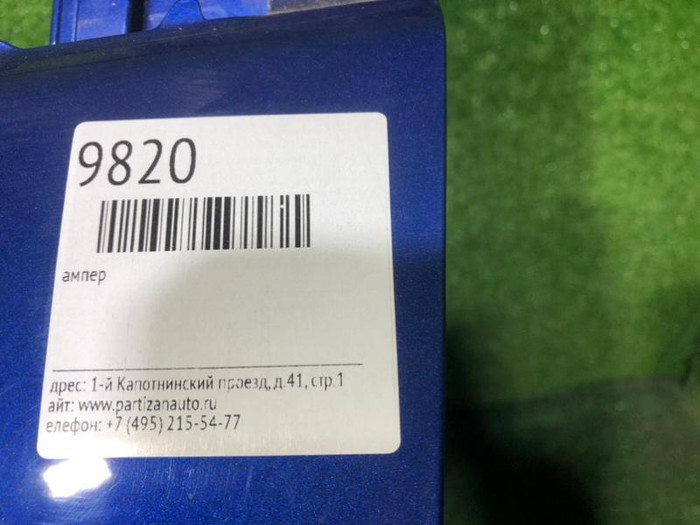 9820
ампер
дрес: 1-й Капотнинский проезд, д.41, стр.1
айт: www.partizanauto.ru
елефон: +7 (495) 215-54-77